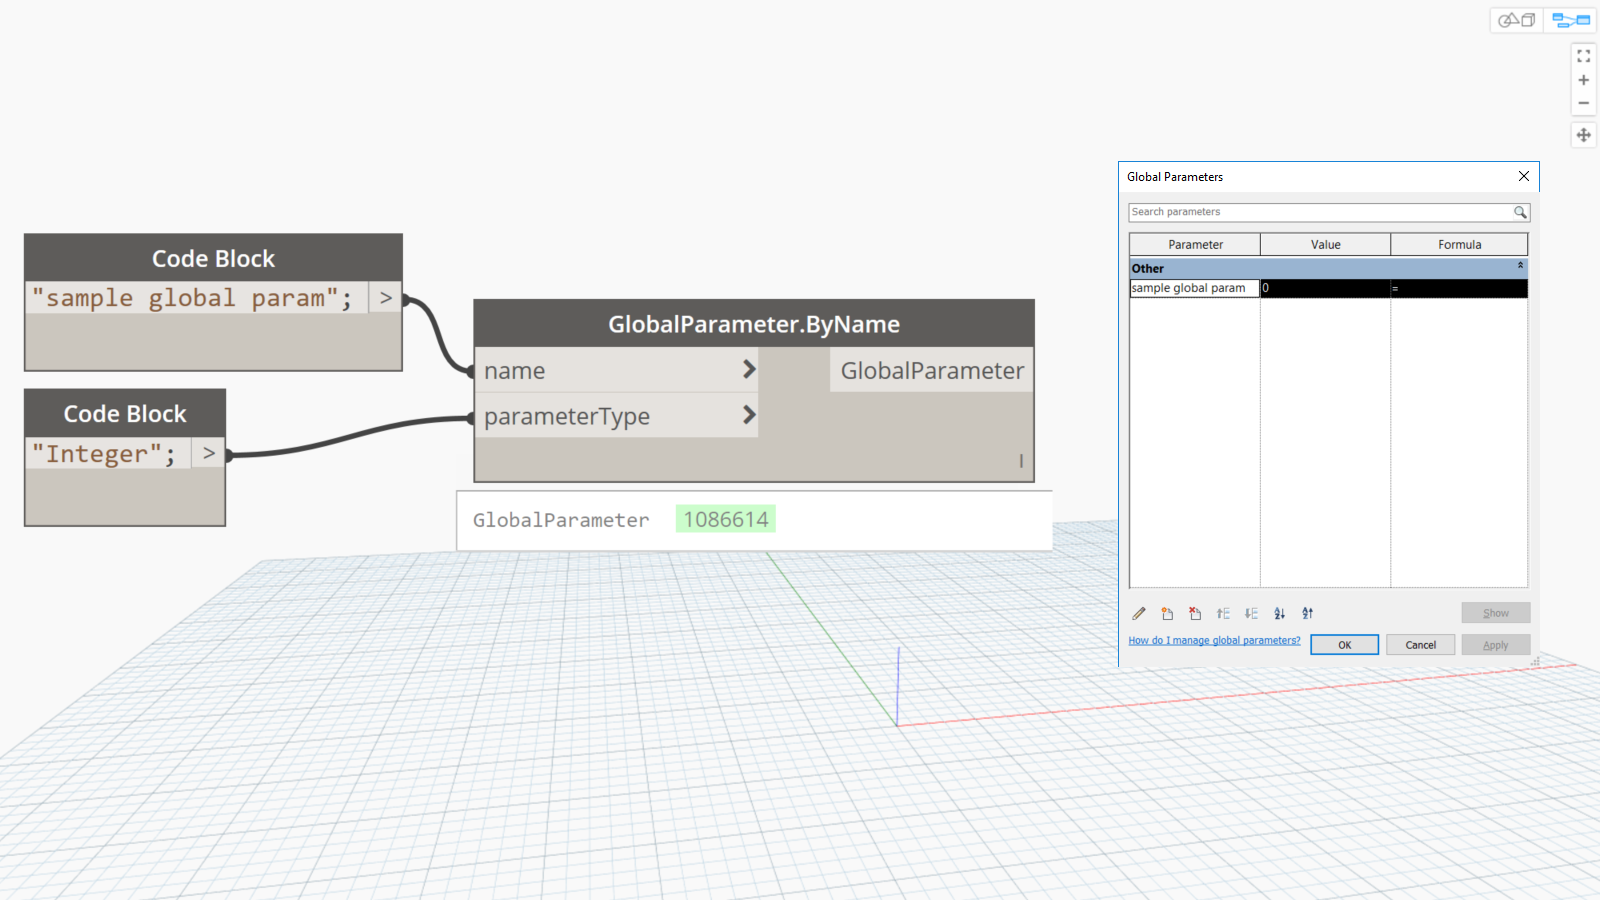 Code Block
"sample global param"; >
Code Block
"Integer"; >
GlobalParameter.ByName
name > GlobalParameter
parameterType >
l
GlobalParameter 1086614
Global Parameters
Search parameters
Parameter Value Formula
Other
sample global param 0 =
Show
How do I manage global parameters? OK Cancel Apply